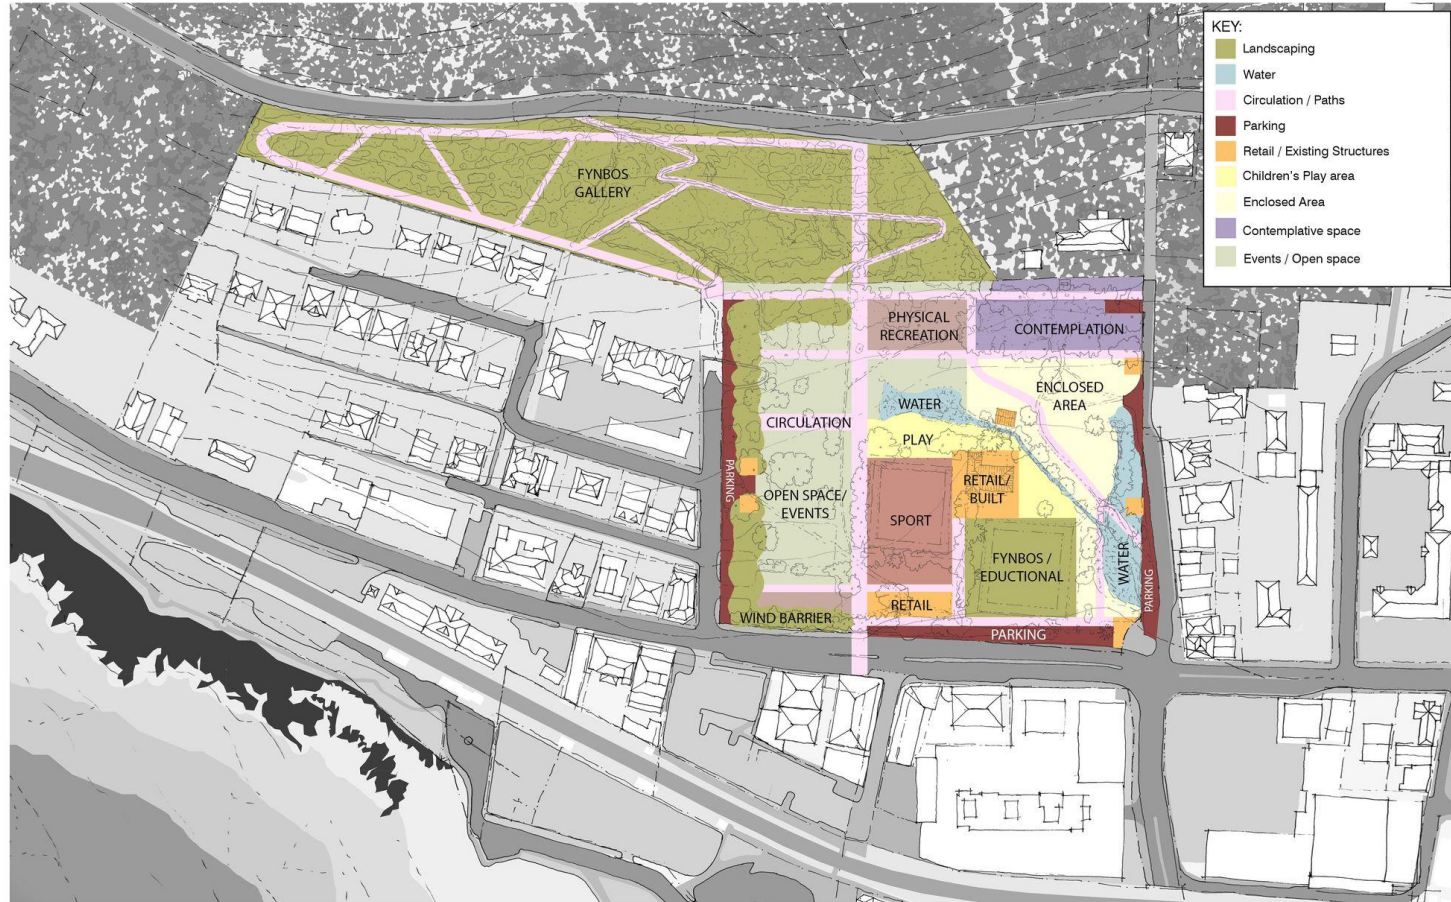 KEY:
Landscaping
Water
Circulation / Paths
Parking
Retail / Existing Structures
Children's Play area
Enclosed Area
Contemplative space
Events / Open space
FYNBOS
GALLERY
PHYSICAL
RECREATION
CONTEMPLATION
ENCLOSED
AREA
WATER
CIRCULATION
PLAY
PARKING
OPEN SPACE/
EVENTS
RETAIL/
BUILT
SPORT
FYNBOS /
EDUCTIONAL
WATER
PARKING
RETAIL
WIND BARRIER
PARKING